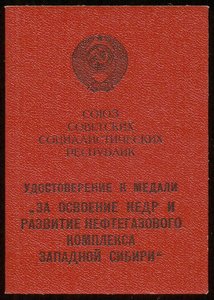 СОЮЗ
СОВЕТСКИХ
СОЦИАЛИСТИЧЕСКИХ
РЕСПУБЛИК
УДОСТОВЕРЕНИЕ К МЕДАЛИ
„ЗА ОСВОЕНИЕ НЕДР И
РАЗВИТИЕ НЕФТЕГАЗОВОГО
КОМПЛЕКСА
ЗАПАДНОЙ СИБИРИ“